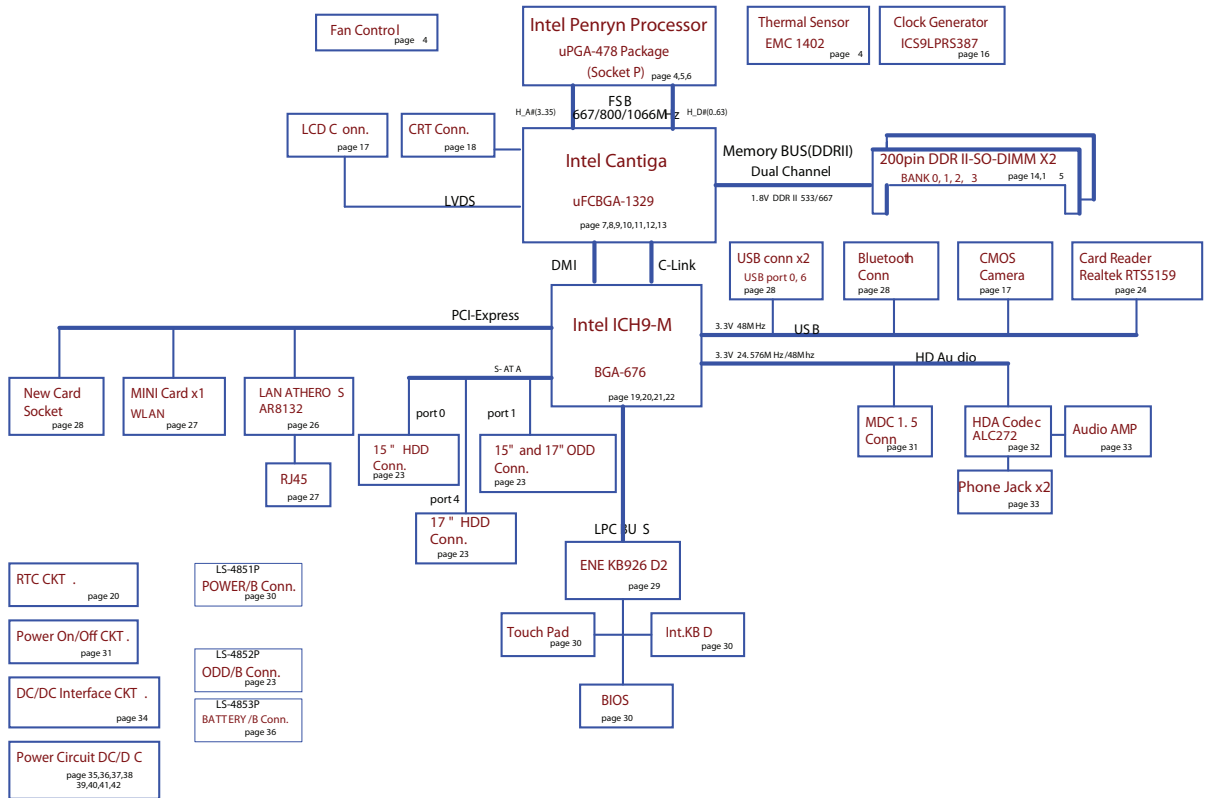 Fan Control
page 4
Intel Penryn Processor
uPGA-478 Package
(Socket P) page 4,5,6
Thermal Sensor
EMC 1402
page 4
Clock Generator
ICS9LPRS387
page 16
H_A#(3..35)
FSB
667/800/1066MHz
H_D#(0..63)
LCD C onn.
page 17
CRT Conn.
page 18
LVDS
Intel Cantiga
uFCBGA-1329
page 7,8,9,10,11,12,13
Memory BUS(DDRII)
Dual Channel
1.8V DDR II 533/667
200pin DDR II-SO-DIMM X2
BANK 0, 1, 2, 3 page 14,1 5
DMI
C-Link
USB conn x2
USB port 0, 6
page 28
Bluetooth
Conn
page 28
CMOS
Camera
page 17
Card Reader
Realtek RTS5159
page 24
PCI-Express
Intel ICH9-M
BGA-676
page 19,20,21,22
3.3V 48MHz
USB
3.3V 24.576M Hz /48Mhz
HD Au dio
S- AT A
New Card
Socket
page 28
MINI Card x1
WLAN
page 27
LAN ATHERO S
AR8132
page 26
RJ45
page 27
port 0
port 1
15 " HDD
Conn.
page 23
15" and 17" ODD
Conn.
page 23
port 4
17 " HDD
Conn.
page 23
MDC 1. 5
Conn
page 31
HDA Codec
ALC272
page 32
Audio AMP
page 33
Phone Jack x2
page 33
LPC BU S
ENE KB926 D2
page 29
Touch Pad
page 30
Int.KB D
page 30
BIOS
page 30
RTC CKT .
page 20
Power On/Off CKT .
page 31
DC/DC Interface CKT .
page 34
Power Circuit DC/D C
page 35,36,37,38
39,40,41,42
LS-4851P
POWER/B Conn.
page 30
LS-4852P
ODD/B Conn.
page 23
LS-4853P
BATTERY /B Conn.
page 36